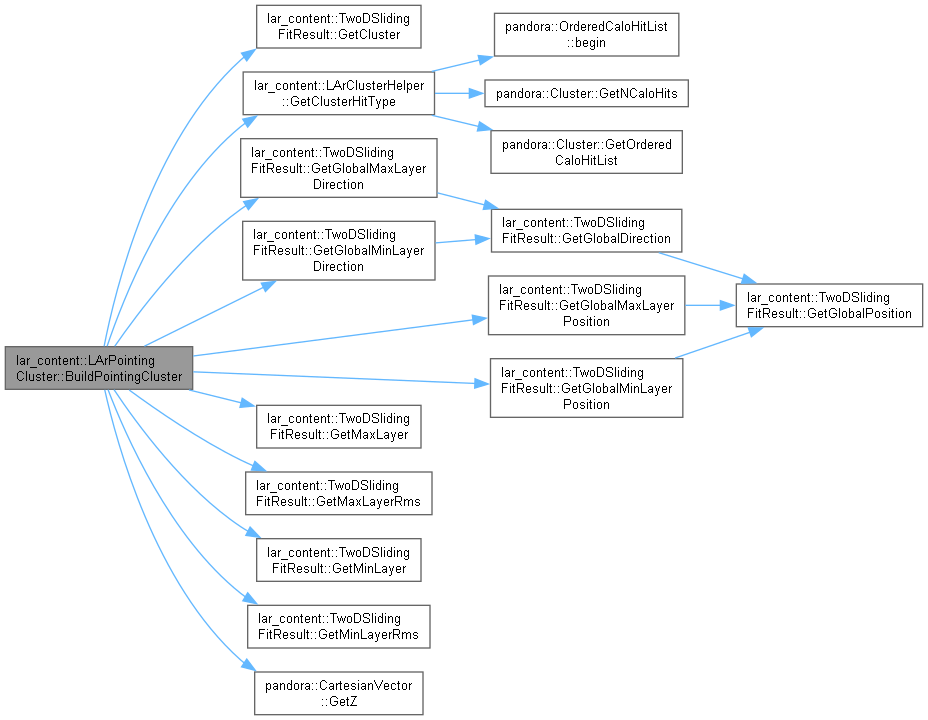 lar_content::TwoDSliding
FitResult::GetCluster
lar_content::LArClusterHelper
::GetClusterHitType
lar_content::TwoDSliding
FitResult::GetGlobalMaxLayer
Direction
lar_content::TwoDSliding
FitResult::GetGlobalMinLayer
Direction
lar_content::LArPointing
Cluster::BuildPointingCluster
lar_content::TwoDSliding
FitResult::GetMaxLayer
lar_content::TwoDSliding
FitResult::GetMaxLayerRms
lar_content::TwoDSliding
FitResult::GetMinLayer
lar_content::TwoDSliding
FitResult::GetMinLayerRms
pandora::CartesianVector
::GetZ
pandora::OrderedCaloHitList
::begin
pandora::Cluster::GetNCaloHits
pandora::Cluster::GetOrdered
CaloHitList
lar_content::TwoDSliding
FitResult::GetGlobalDirection
lar_content::TwoDSliding
FitResult::GetGlobalMaxLayer
Position
lar_content::TwoDSliding
FitResult::GetGlobalMinLayer
Position
lar_content::TwoDSliding
FitResult::GetGlobalPosition